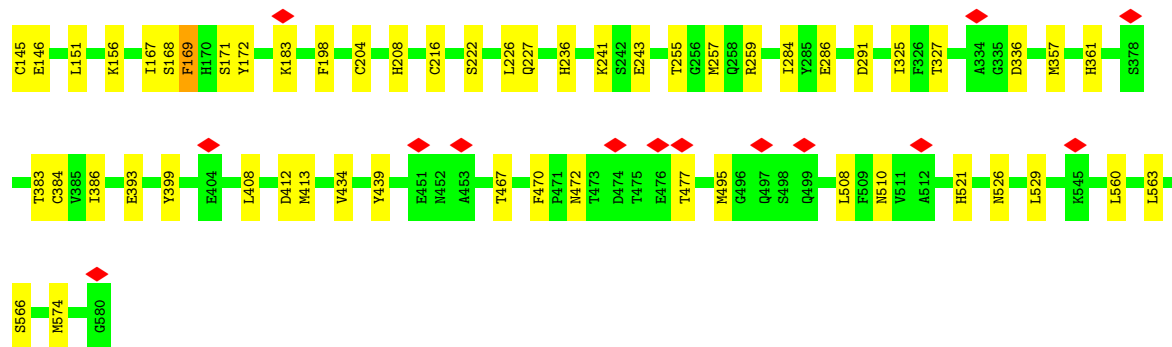 C145 E146 L151 K156 I167 S168 F169 H170 S171 Y172 K183 F198 C204 H208 C216 S222 L226 Q227 H236 K241 S242 E243 T255 G256 M257 Q258 R259 I284 Y285 E286 D291 I325 F326 T327 A334 G335 D336 M357 H361 S378
T383 C384 V385 I386 E393 Y399 E404 L408 D412 M413 V434 Y439 E451 N452 A453 T467 F470 P471 N472 T473 D474 T475 E476 T477 M495 G496 Q497 S498 Q499 L508 F509 N510 V511 A512 H521 N526 L529 K545 L560 L563
S566 M574 G580